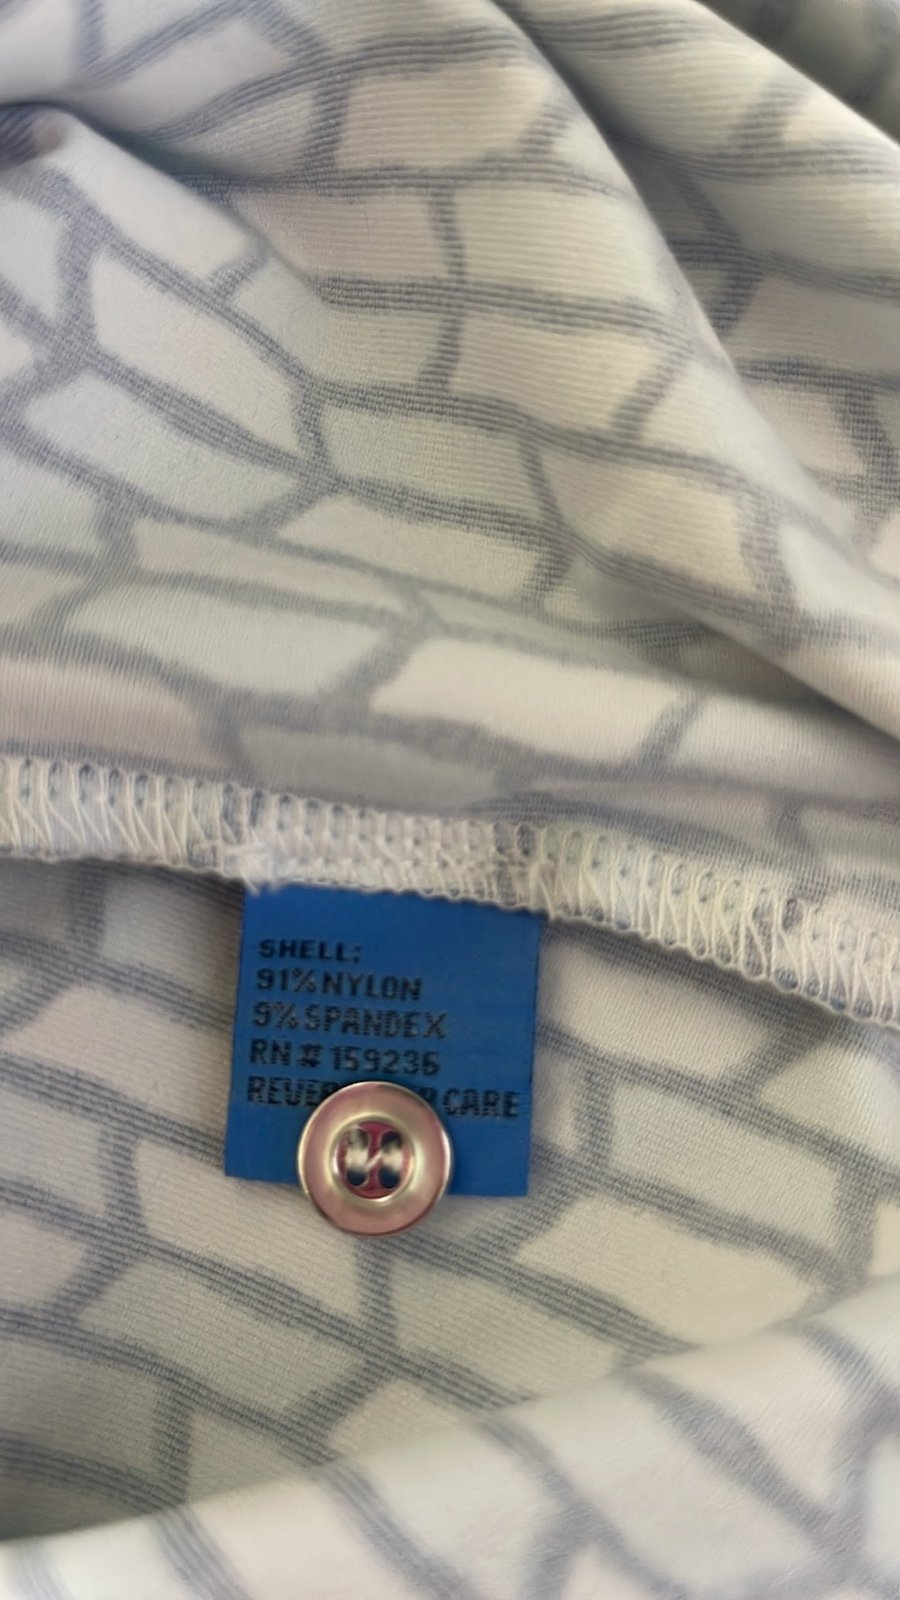 SHELL:
91%NYLON
9%SPANDEX
RN#159236
CARE